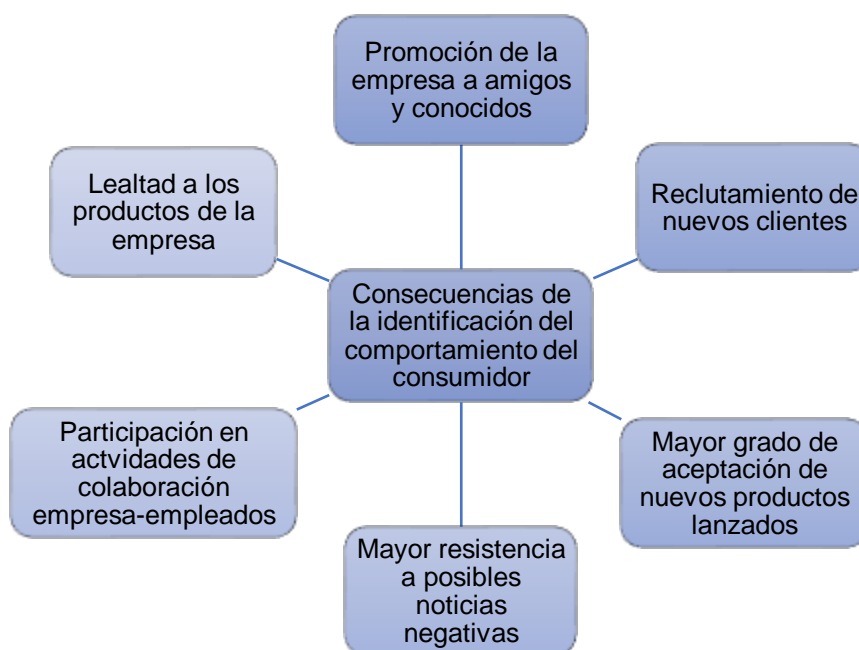 Promoción de la
empresa a amigos
y conocidos
Lealtad a los
productos de la
empresa
Reclutamiento de
nuevos clientes
Consecuencias de
la identificación del
comportamiento del
consumidor
Participación en
actvidades de
colaboración
empresa-empleados
Mayor grado de
aceptación de
nuevos productos
lanzados
Mayor resistencia
a posibles
noticias
negativas